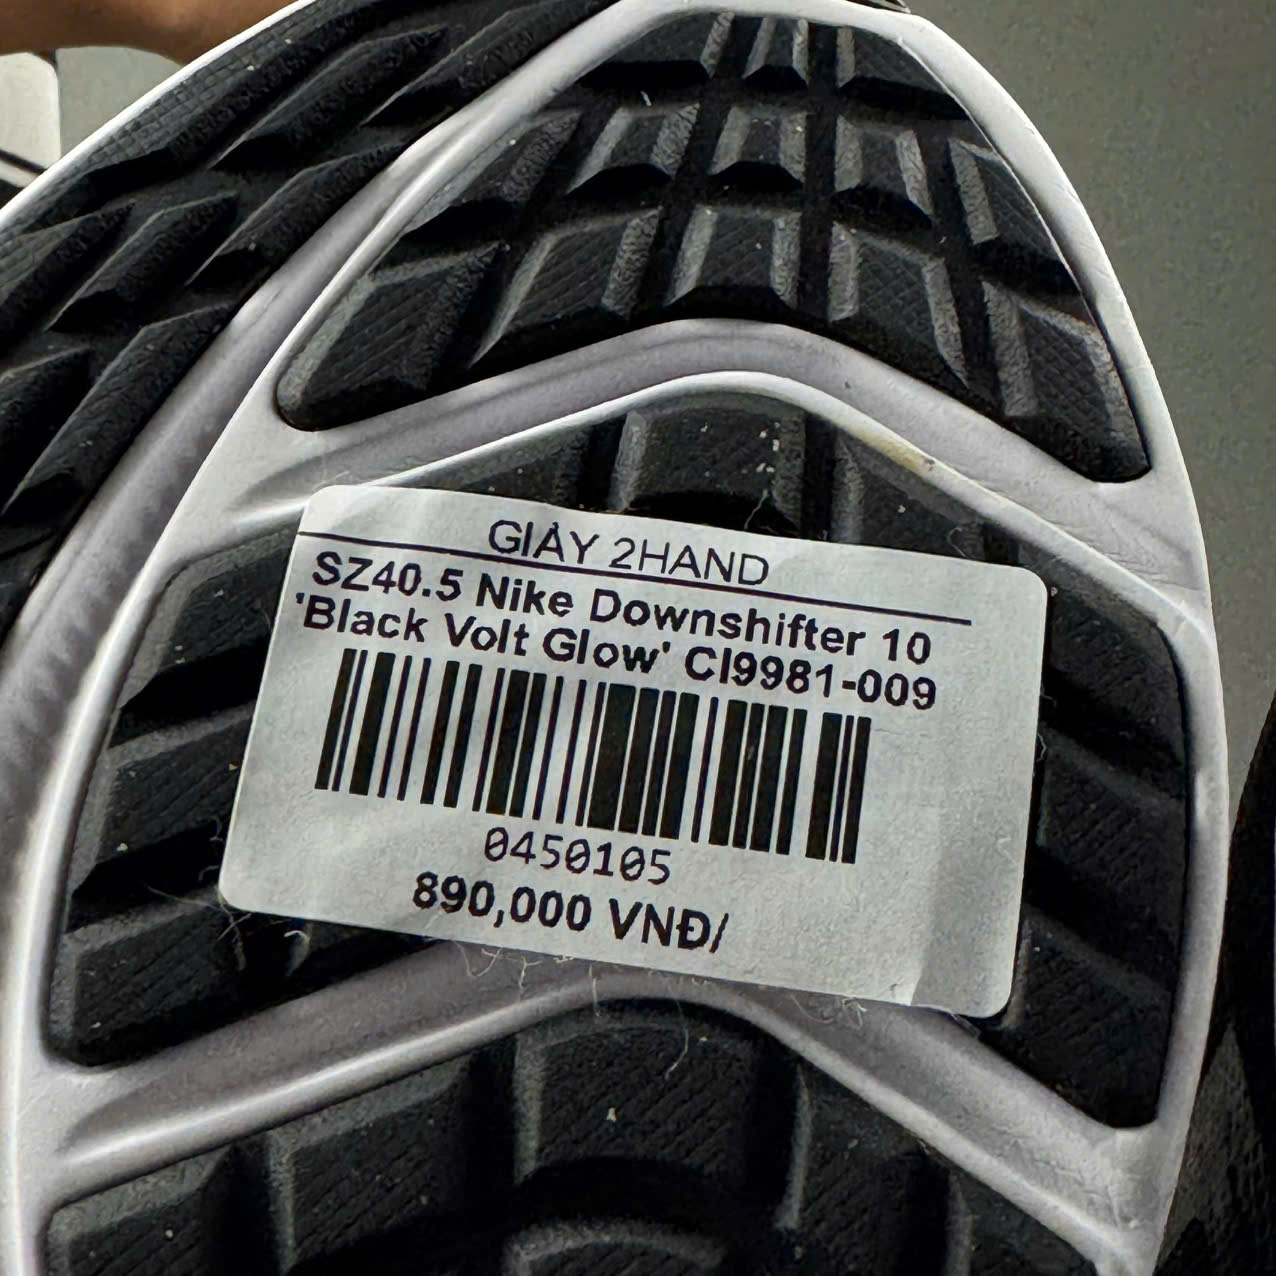 GIÀY 2HAND
SZ40.5 Nike Downshifter 10
'Black Volt Glow' CI9981-009
0450105
890,000 VNĐ/